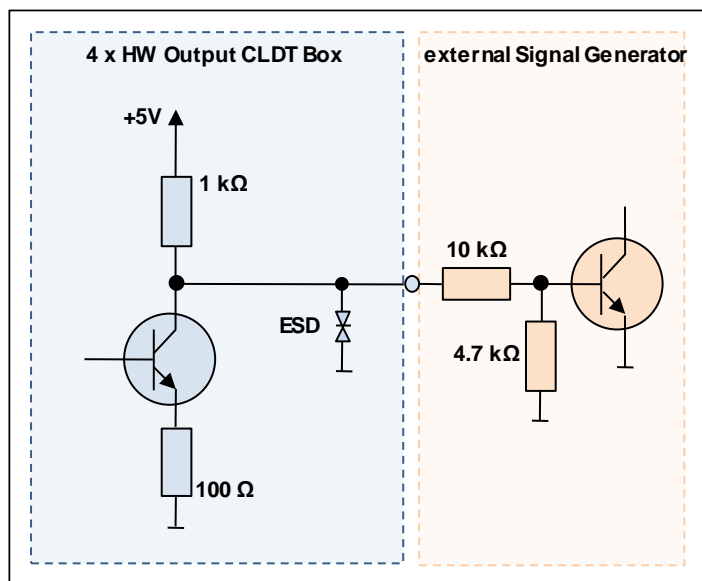 4 x HW Output CLDT Box
external Signal Generator
+5V
1 kΩ
10 kΩ
ESD
4.7 kΩ
100 Ω